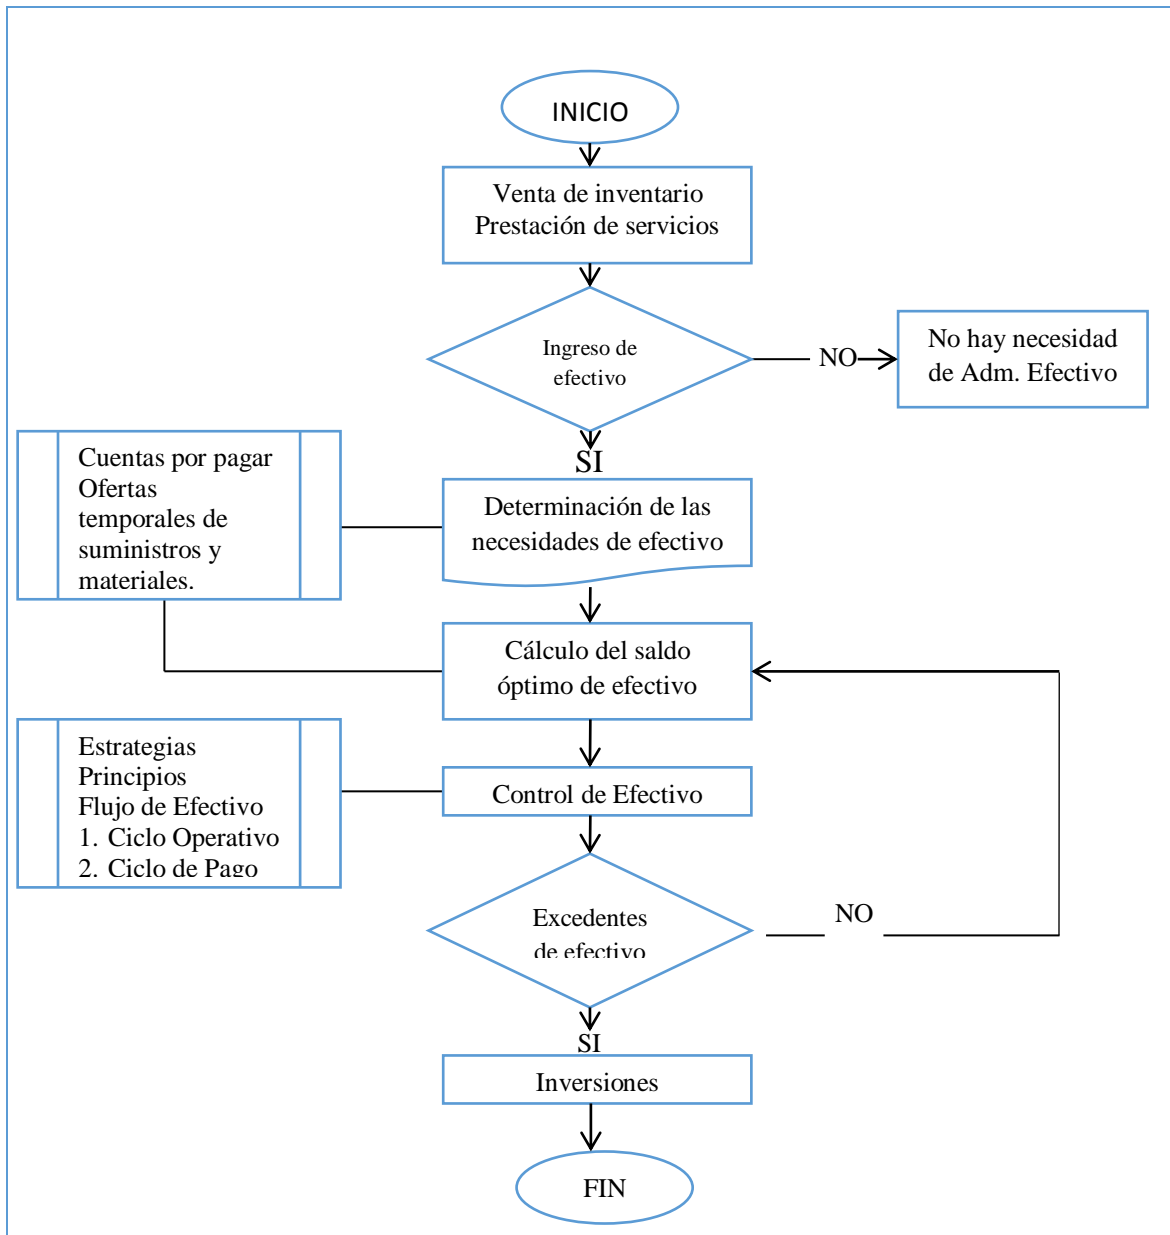 INICIO
Venta de inventario
Prestación de servicios
Ingreso de
efectivo
NO
No hay necesidad
de Adm. Efectivo
SI
Cuentas por pagar
Ofertas
temporales de
suministros y
materiales.
Determinación de las
necesidades de efectivo
Cálculo del saldo
óptimo de efectivo
Estrategias
Principios
Flujo de Efectivo
1. Ciclo Operativo
2. Ciclo de Pago
Control de Efectivo
Excedentes
de efectivo
NO
SI
Inversiones
FIN